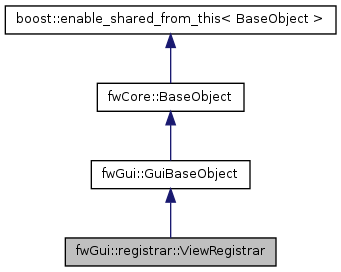 boost::enable_shared_from_this< BaseObject >
fwCore::BaseObject
fwGui::GuiBaseObject
fwGui::registrar::ViewRegistrar